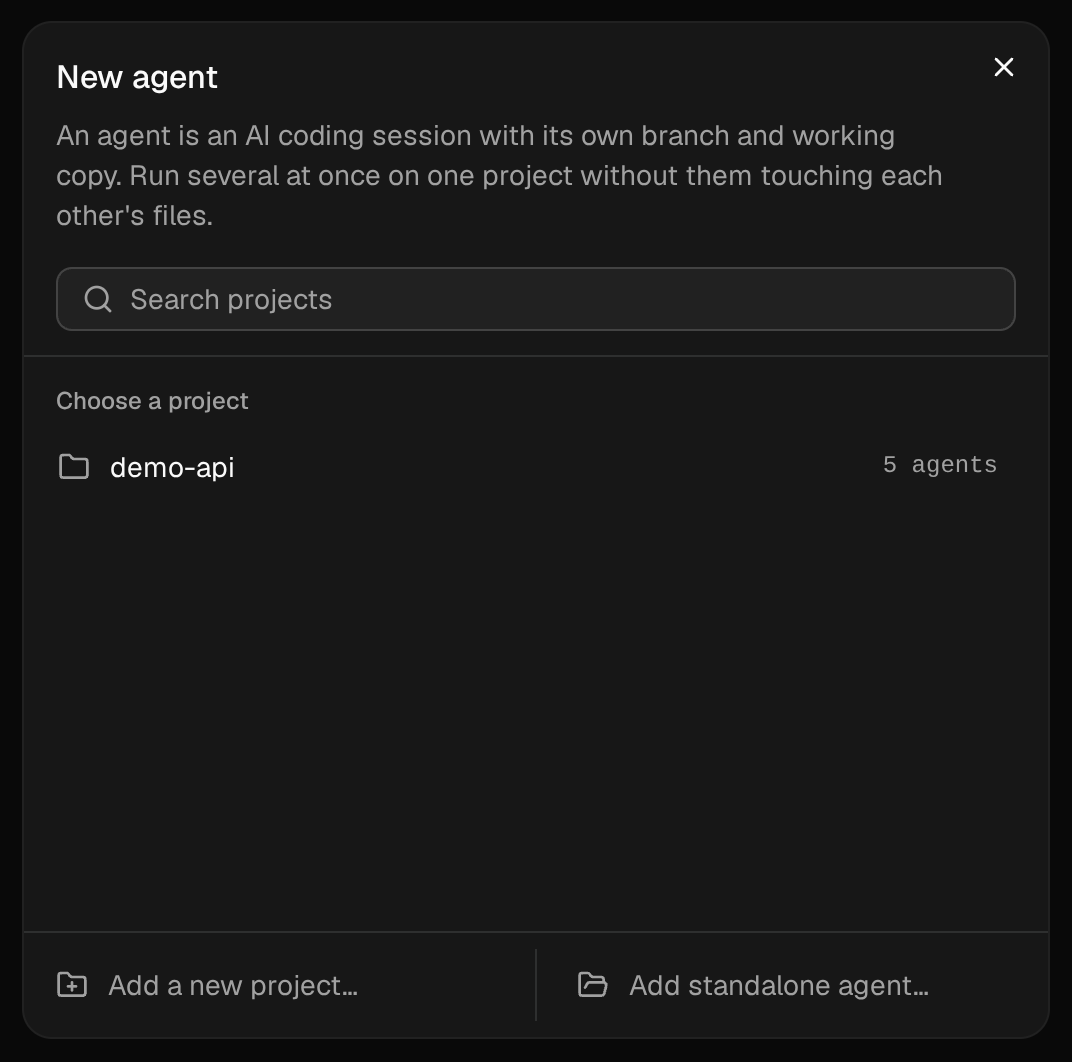 New agent
An agent is an AI coding session with its own branch and working
copy. Run several at once on one project without them touching each
other's files.
Search projects
Choose a project
demo-api
5 agents
Add a new project…
Add standalone agent…